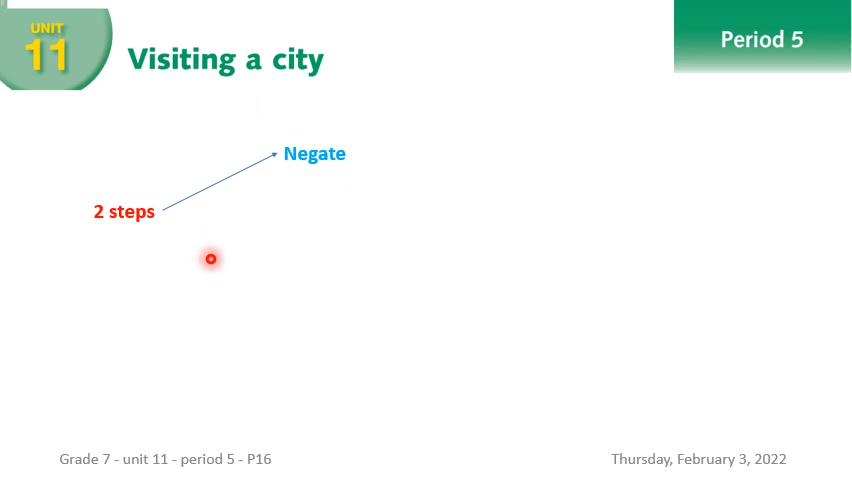 UNIT
11
Visiting a city
Period 5
Negate
2 steps
Grade 7 - unit 11 - period 5 - P16
Thursday, February 3, 2022